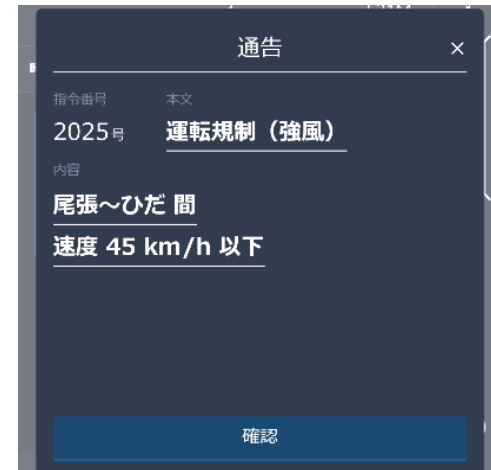 通告 ×
指令番号 本文
2025号 運転規制（強風）
内容
尾張～ひだ 間
速度 45 km/h 以下
確認